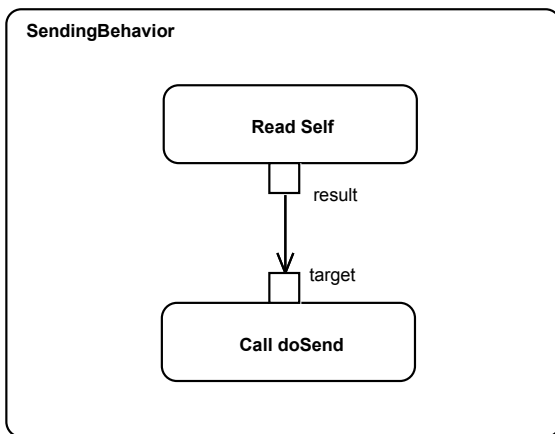 SendingBehavior
Read Self
result
target
Call doSend